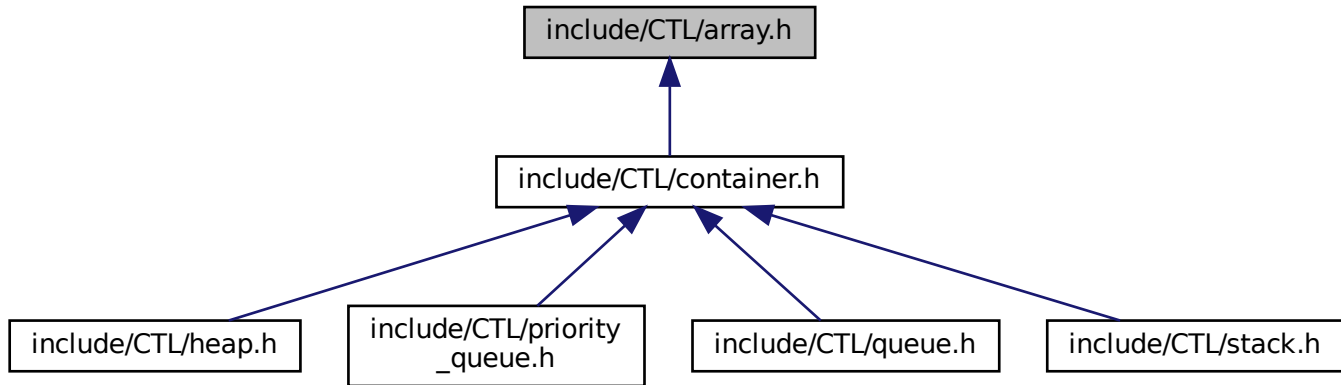 include/CTL/array.h
include/CTL/container.h
include/CTL/heap.h
include/CTL/priority
_queue.h
include/CTL/queue.h
include/CTL/stack.h